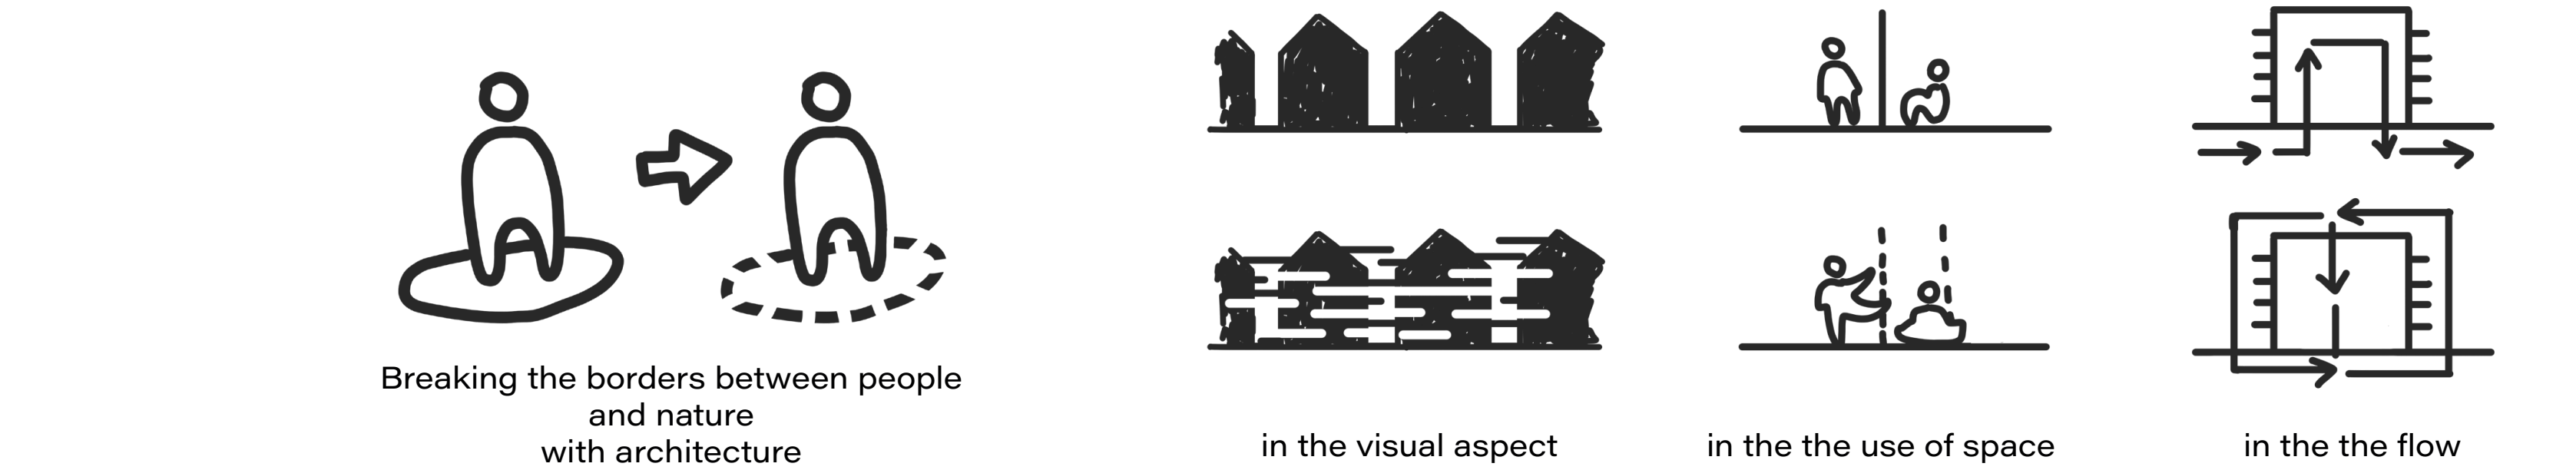 Breaking the borders between people
and nature
with architecture
in the visual aspect
in the the use of space
in the the flow